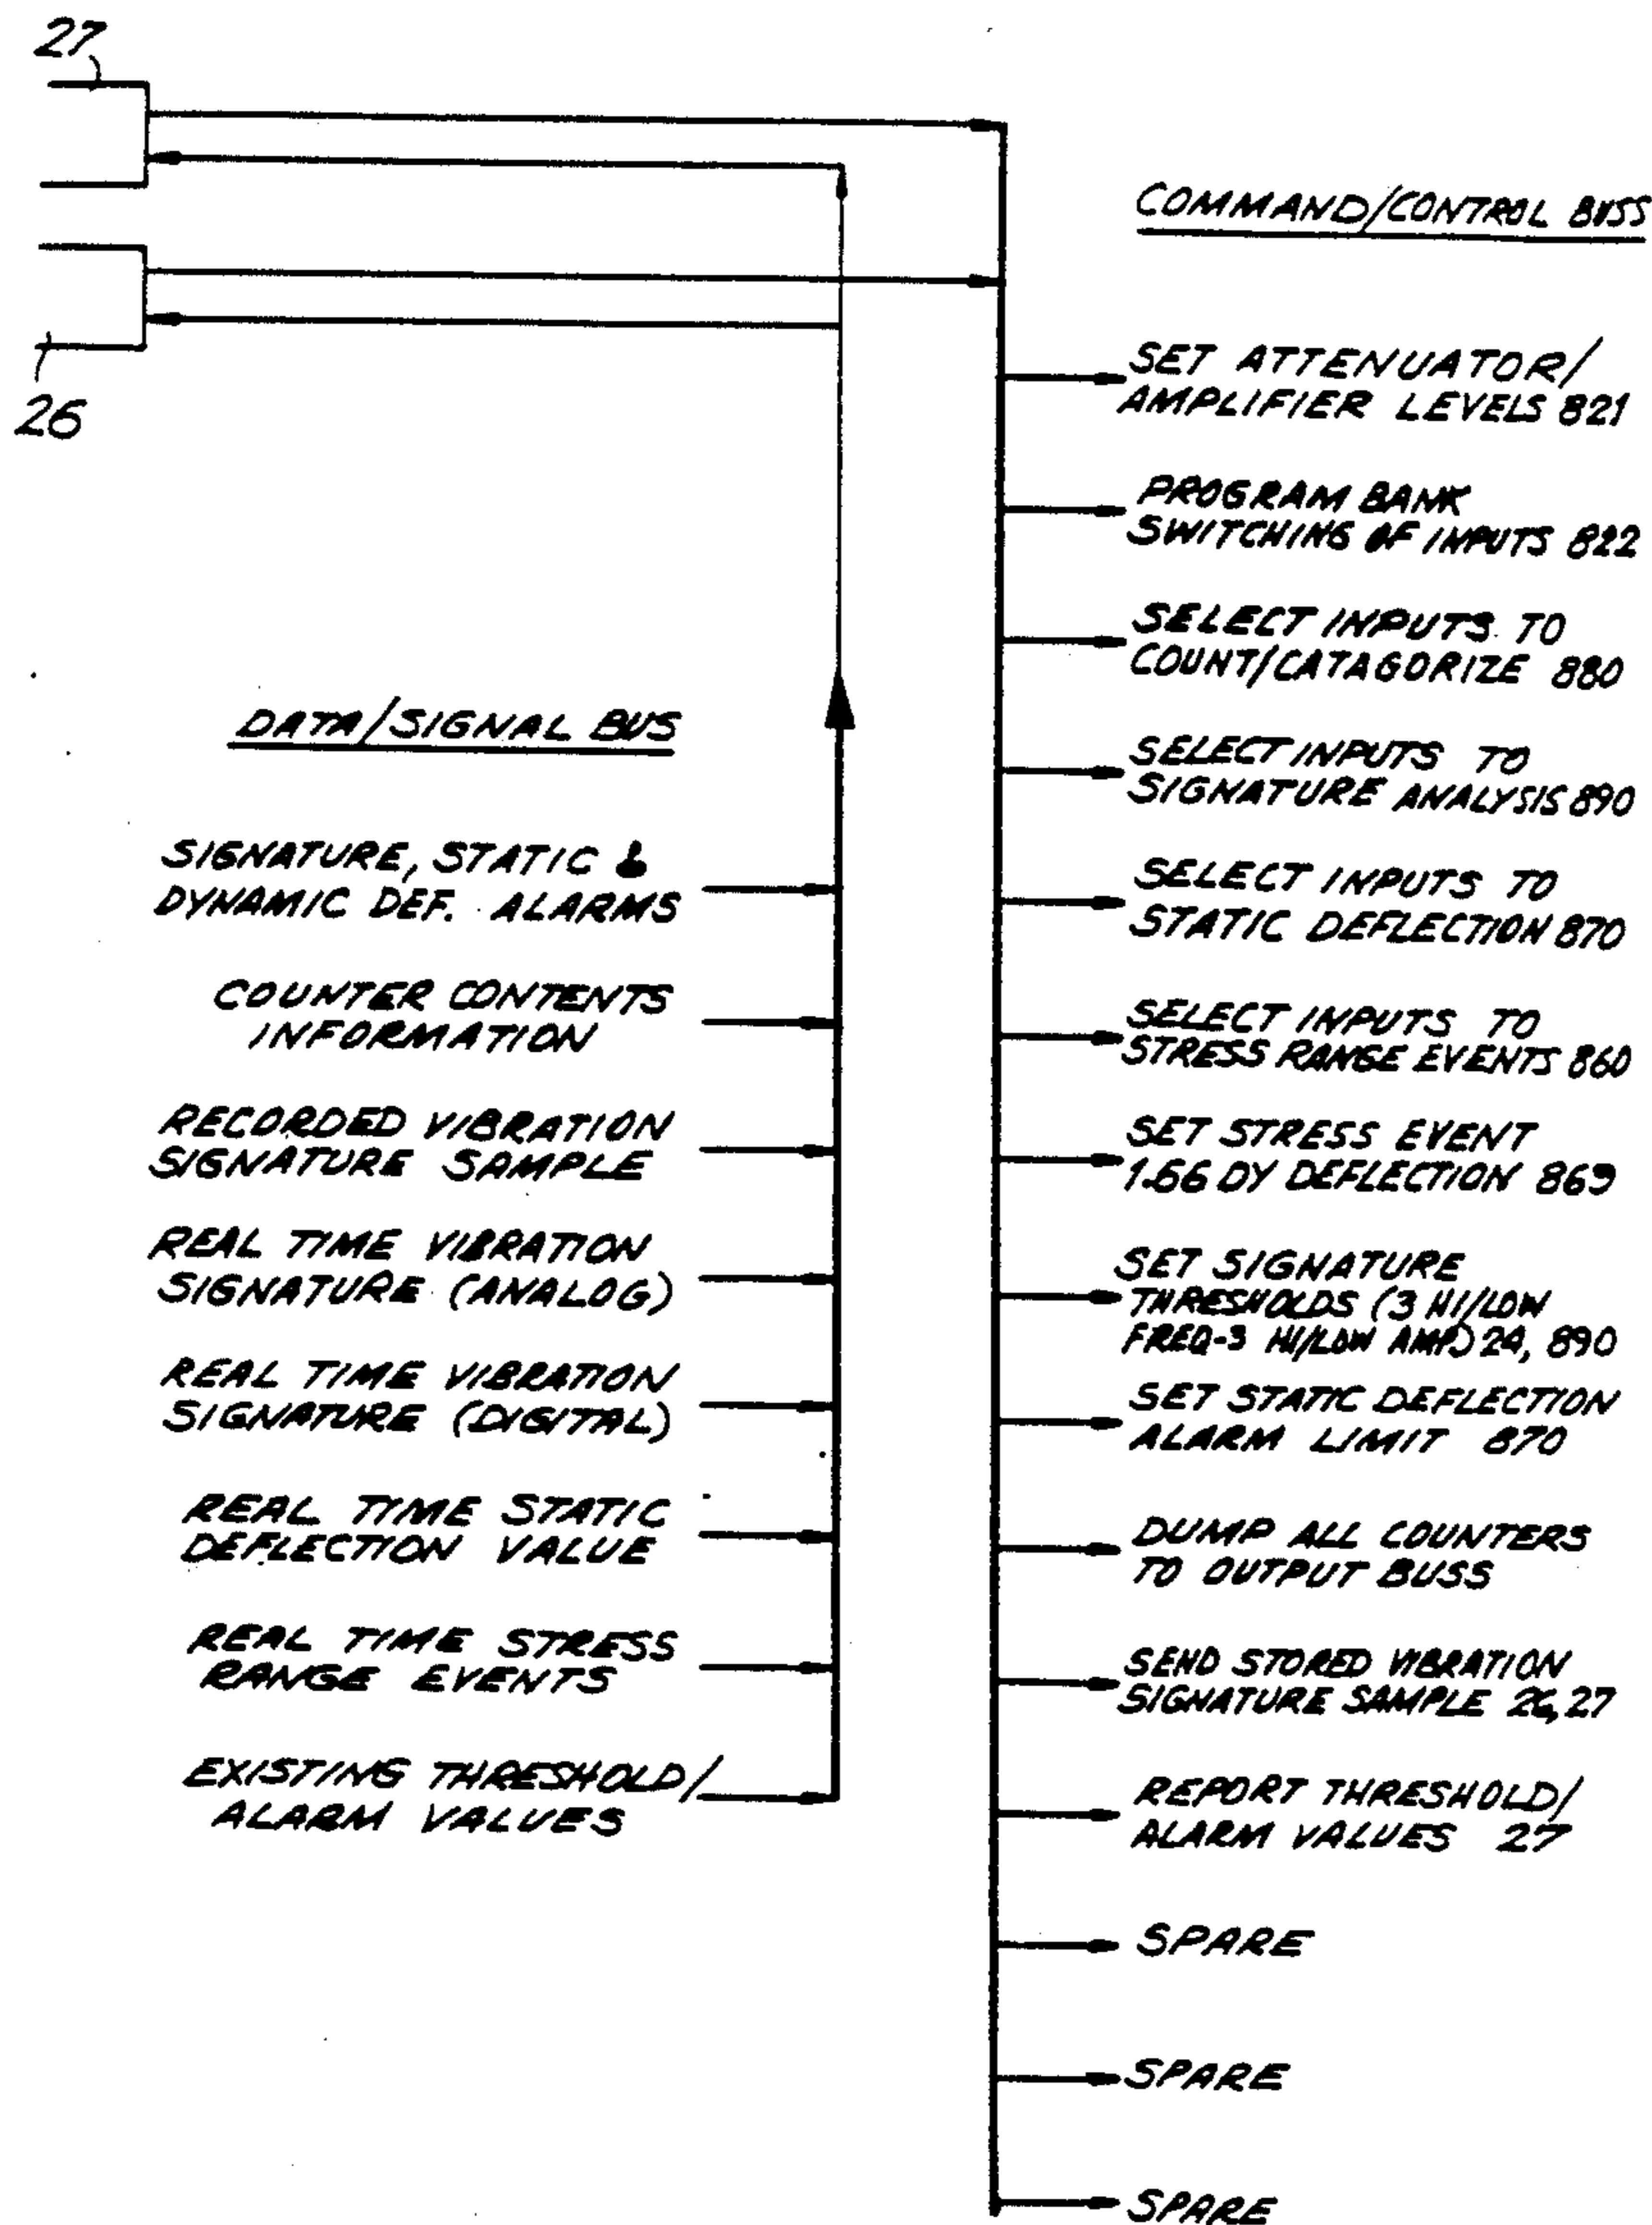 27
26
COMMAND/CONTROL BUSS
SET ATTENUATOR/
AMPLIFIER LEVELS 821
PROGRAM BANK
SWITCHING OF INPUTS 822
SELECT INPUTS TO
COUNT/CATAGORIZE 880
SELECT INPUTS TO
SIGNATURE ANALYSIS 890
SELECT INPUTS TO
STATIC DEFLECTION 870
SELECT INPUTS TO
STRESS RANGE EVENTS 860
SET STRESS EVENT
1.66 DY DEFLECTION 869
SET SIGNATURE
THRESHOLDS (3 HI/LOW
FREQ-3 HI/LOW AMP) 24, 890
SET STATIC DEFLECTION
ALARM LIMIT 870
DUMP ALL COUNTERS
TO OUTPUT BUSS
SEND STORED VIBRATION
SIGNATURE SAMPLE 26,27
REPORT THRESHOLD/
ALARM VALUES 27
SPARE
SPARE
SPARE
DATA/SIGNAL BUS
SIGNATURE, STATIC &
DYNAMIC DEF. ALARMS
COUNTER CONTENTS
INFORMATION
RECORDED VIBRATION
SIGNATURE SAMPLE
REAL TIME VIBRATION
SIGNATURE (ANALOG)
REAL TIME VIBRATION
SIGNATURE (DIGITAL)
REAL TIME STATIC
DEFLECTION VALUE
REAL TIME STRESS
RANGE EVENTS
EXISTING THRESHOLD/
ALARM VALUES